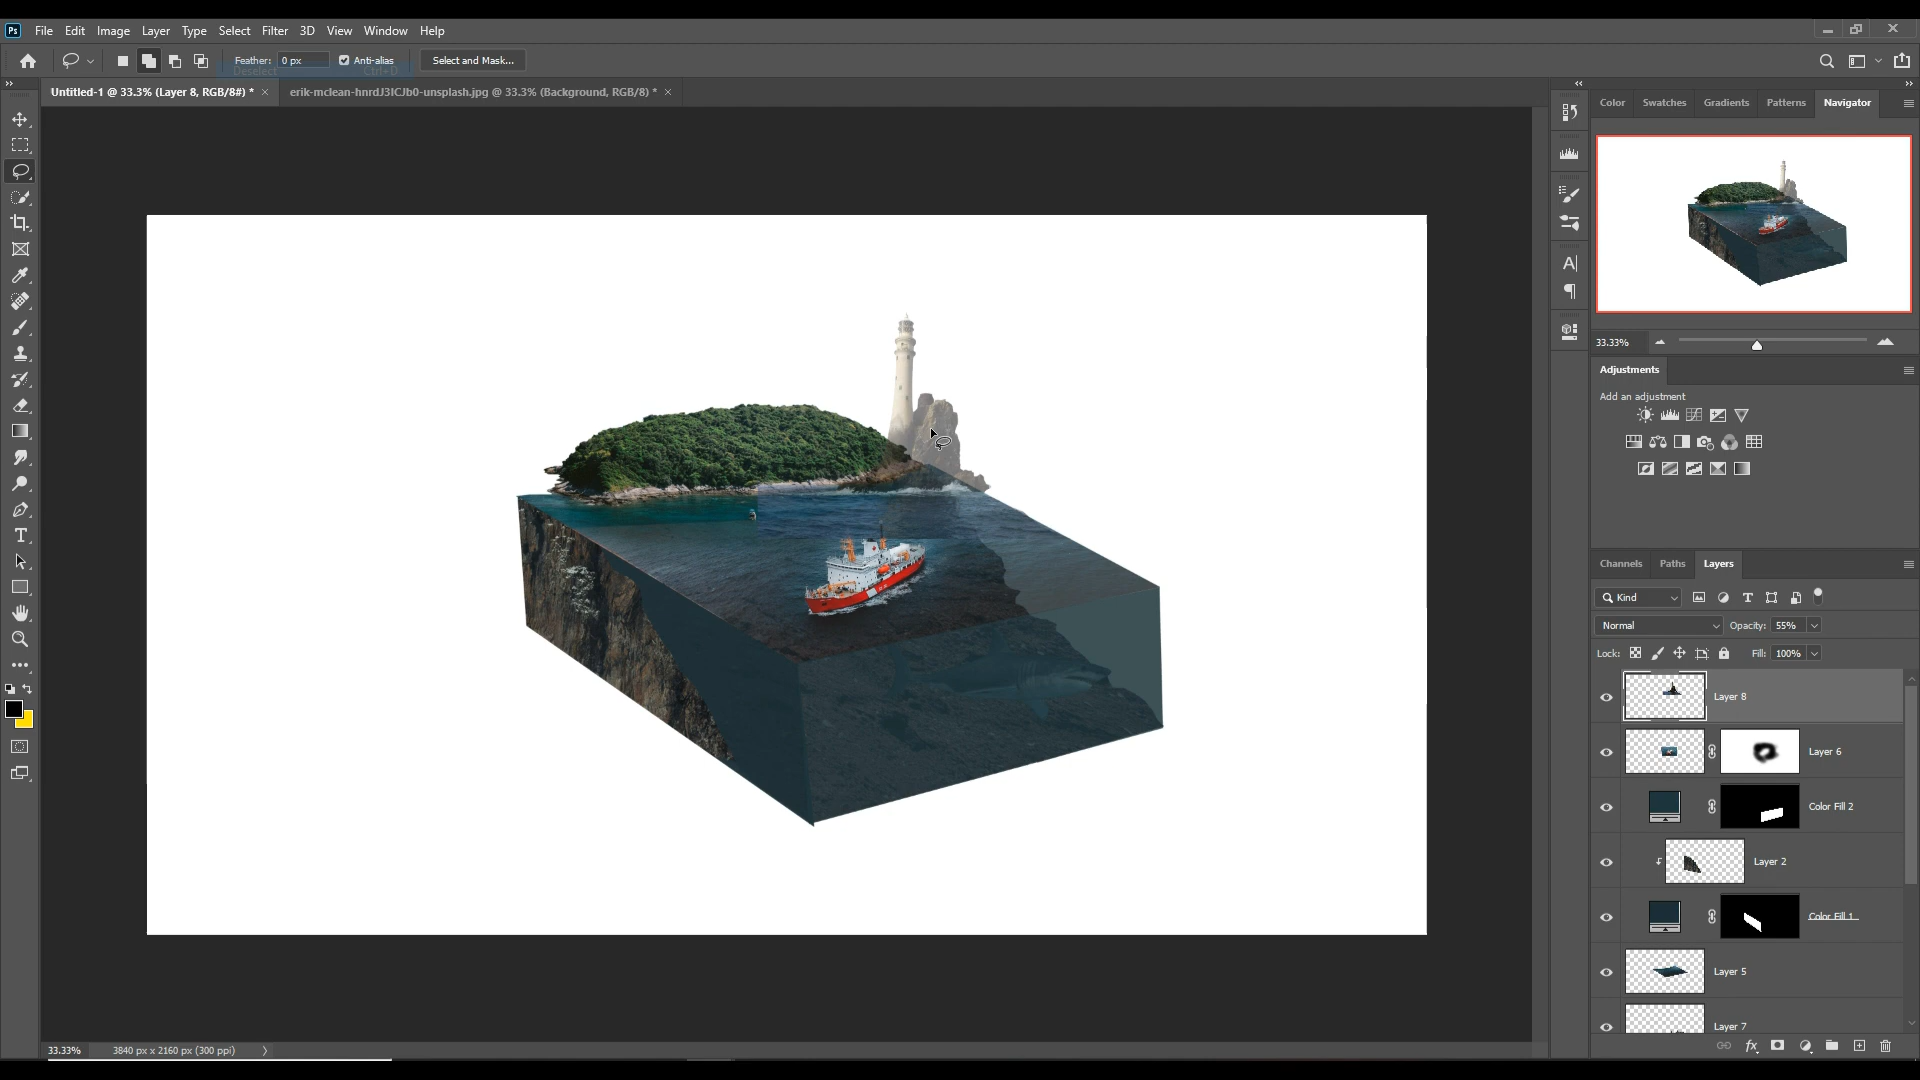 Ps File Edit Image Layer Type Select Filter 3D View Window Help
Feather: 0 px Anti-alias Select and Mask...
Deselect Ctrl+D
Untitled-1 @ 33.3% (Layer 8, RGB/8#) * × erik-mclean-hnrdJ3ICJb0-unsplash.jpg @ 33.3% (Background, RGB/8) * ×
Color Swatches Gradients Patterns Navigator
33.33%
Adjustments
Add an adjustment
Channels Paths Layers
Kind
Normal Opacity: 55%
Lock: Fill: 100%
Layer 8
Layer 6
Color Fill 2
Layer 2
Color Fill 1
Layer 5
Layer 7
33.33% 3840 px x 2160 px (300 ppi)